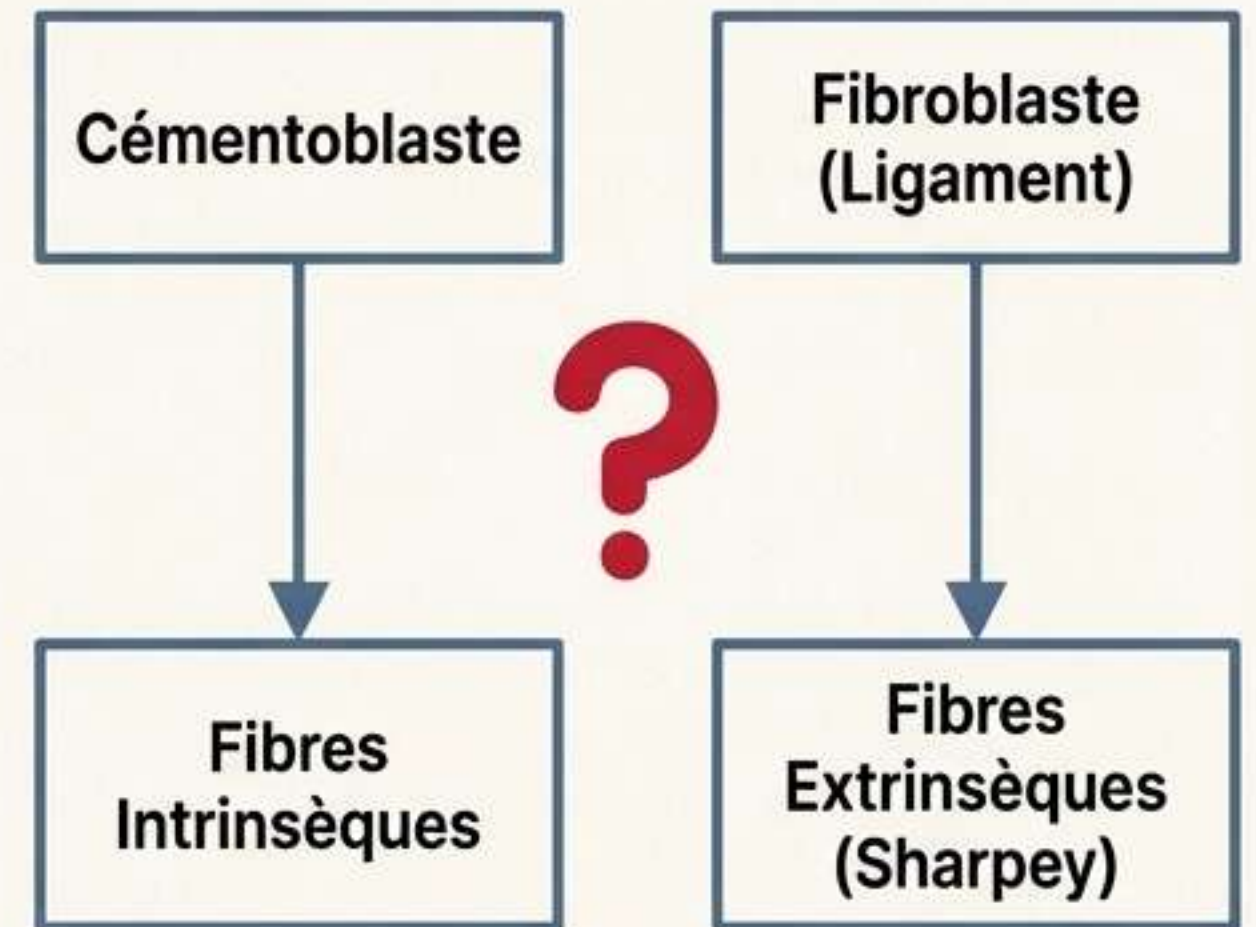 Cémentoblaste
Fibroblaste
(Ligament)
?
Fibres
Intrinsèques
Fibres
Extrinsèques
(Sharpey)